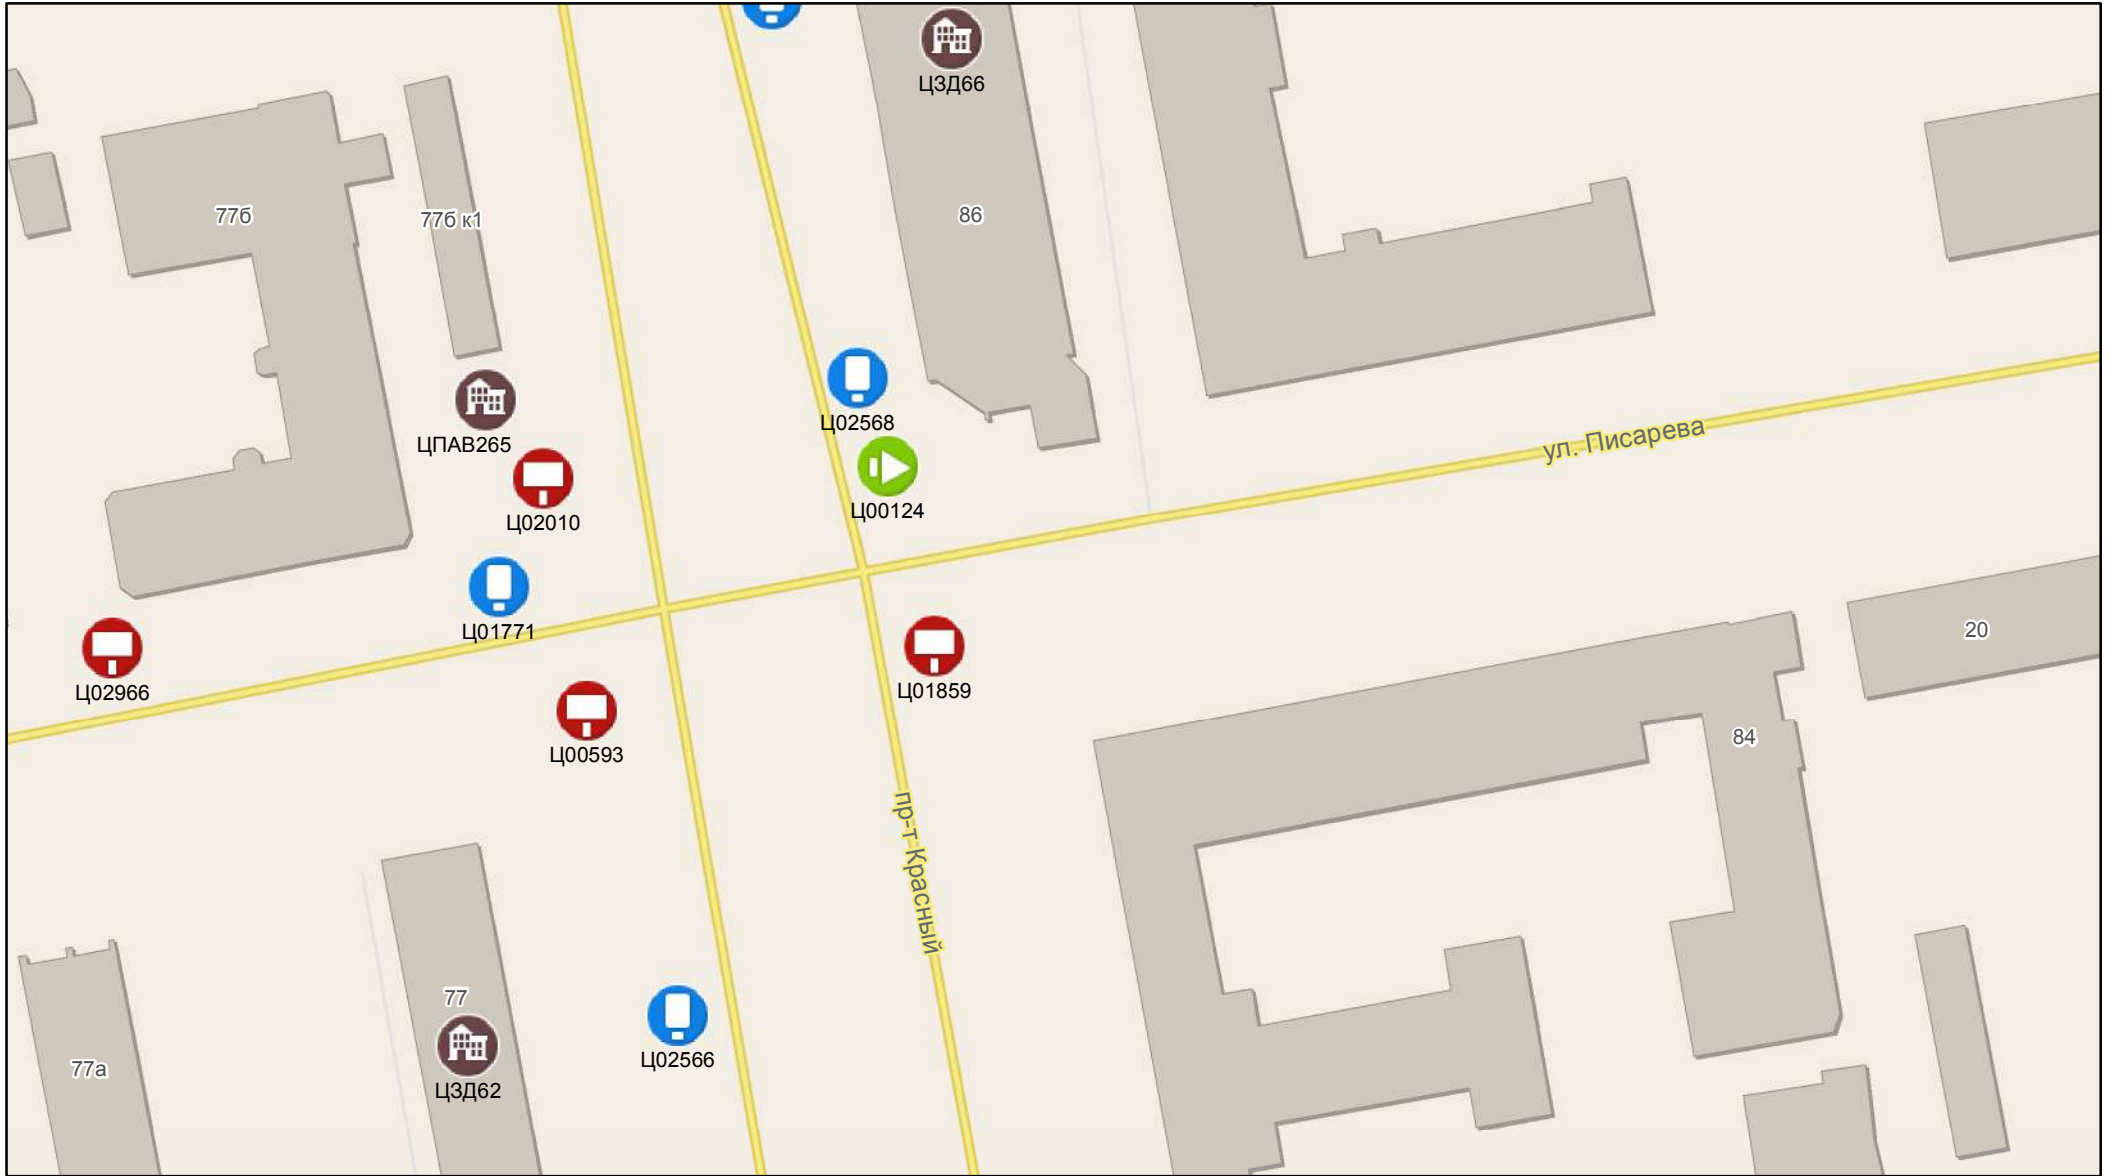 ЦЗД66
77б
77б к1
86
Ц02568
ЦПАВ265
ул. Писарева
Ц00124
Ц02010
Ц01771
20
Ц02966
Ц01859
84
Ц00593
пр-т Красный
77
77а
Ц02566
ЦЗД62